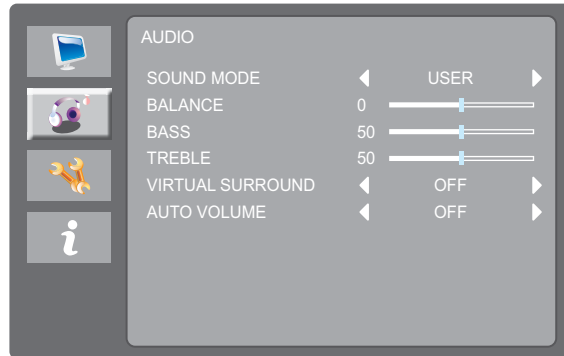 AUDIO
SOUND MODE USER
BALANCE 0
BASS 50
TREBLE 50
VIRTUAL SURROUND OFF
AUTO VOLUME OFF
i